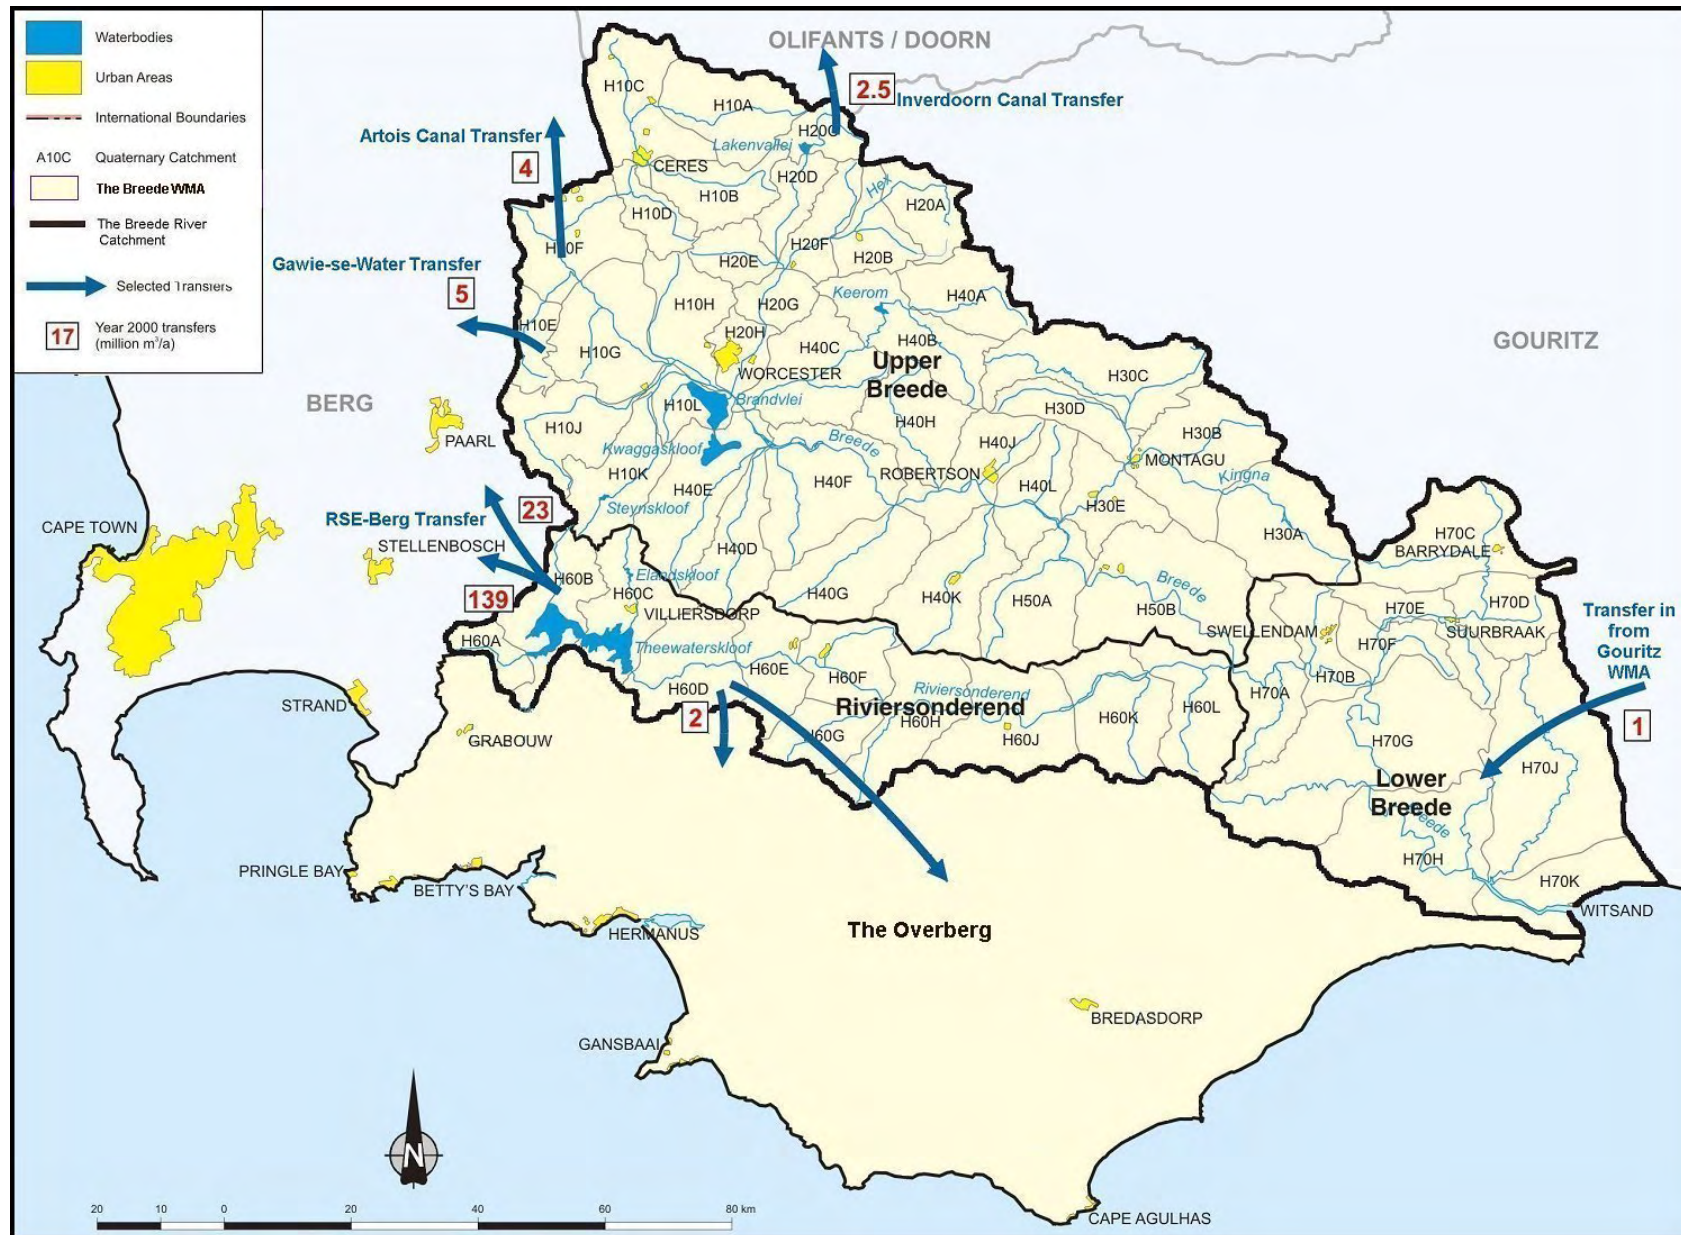 Waterbodies
Urban Areas
International Boundaries
A10C Quaternary Catchment
The Breede WMA
The Breede River
Catchment
Selected Transfers
17 Year 2000 transfers
(million m³/a)
OLIFANTS / DOORN
2.5 Inverdoorn Canal Transfer
Artois Canal Transfer
4
Gawie-se-Water Transfer
5
BERG
GOURITZ
H10C
H10A
H20C
Lakenvallei
CERES
H20D
H10B
H10D
Hex
H20A
H10F
H20F
H20E
H20B
Keerom
H40A
H10H
H20G
H10E
H20H
H40C
H40B
H10G
Upper
Breede
WORCESTER
H30C
Brandvlei
H10L
H30D
H10J
H40H
H30B
PAARL
Kwaggaskloof
Breede
H40J
MONTAGU
H10K
H40E
H40F
ROBERTSON
H40L
Kingna
H30E
Steynskloof
23
RSE-Berg Transfer
CAPE TOWN
STELLENBOSCH
H40D
H30A
H70C
BARRYDALE
H60B
Elandskloof
H60C
H40G
H40K
H50A
H50B
Breede
139
VILLIERSDORP
H60A
Theewaterskloof
H70E
H70D
SWELLENDAM
SUURBRAAK
H70F
Transfer in
from
Gouritz
WMA
1
H60D
H60E
H60F
2
Riviersonderend
Riviersonderend
H60G
H60H
H60J
H60K
H60L
H70A
H70B
H70G
H70J
Lower
Breede
Breede
H70H
H70K
WITSAND
STRAND
GRABOUW
PRINGLE BAY
BETTY'S BAY
HERMANUS
The Overberg
GANSBAAI
BREDASDORP
CAPE AGULHAS
N
20 10 0 20 40 60 80 km